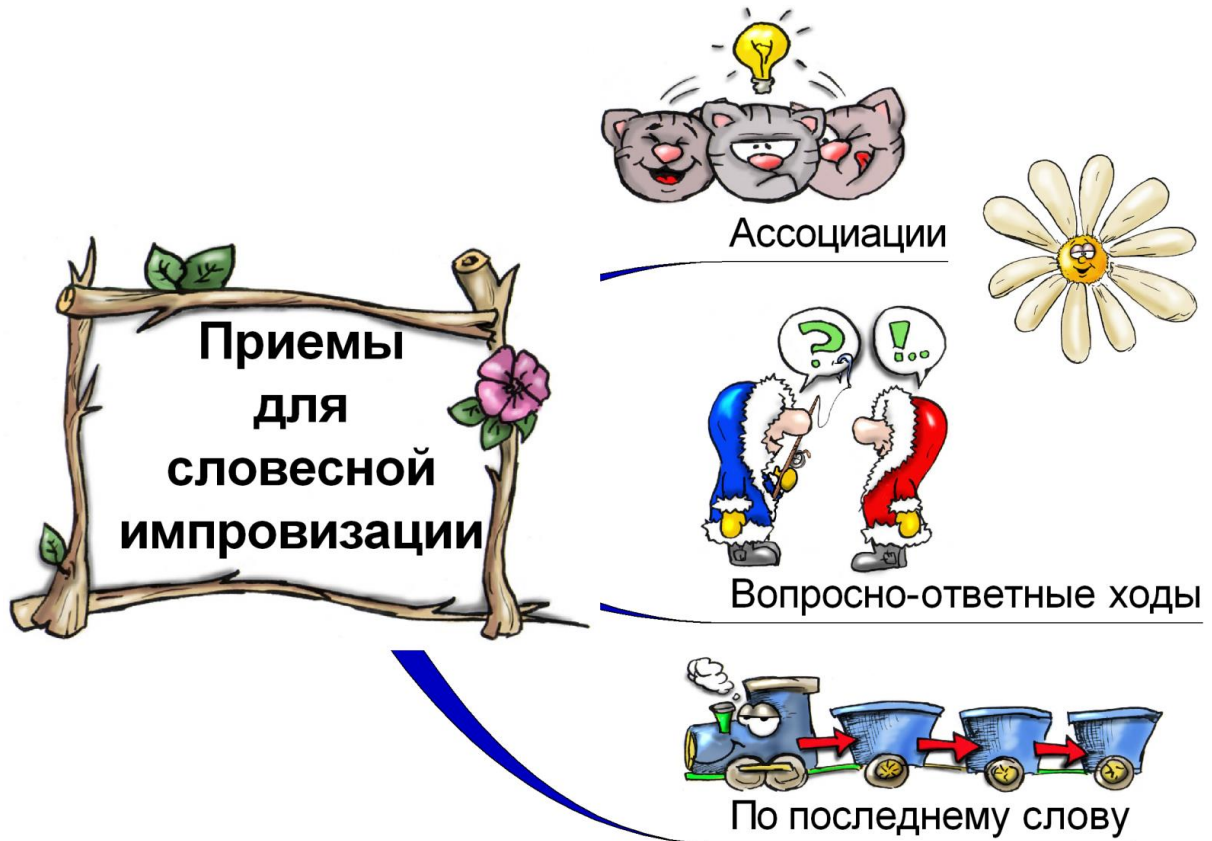 Приемы
для
словесной
импровизации
Ассоциации
?
!...
Вопросно-ответные ходы
По последнему слову